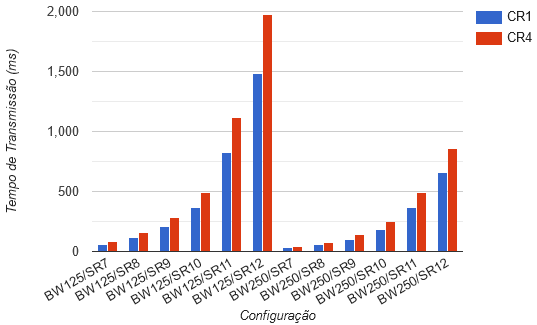 2,000
1,500
1,000
500
0
Tempo de Transmissão (ms)
CR1
CR4
BW125/SR7
BW125/SR8
BW125/SR9
BW125/SR10
BW125/SR11
BW125/SR12
BW250/SR7
BW250/SR8
BW250/SR9
BW250/SR10
BW250/SR11
BW250/SR12
Configuração